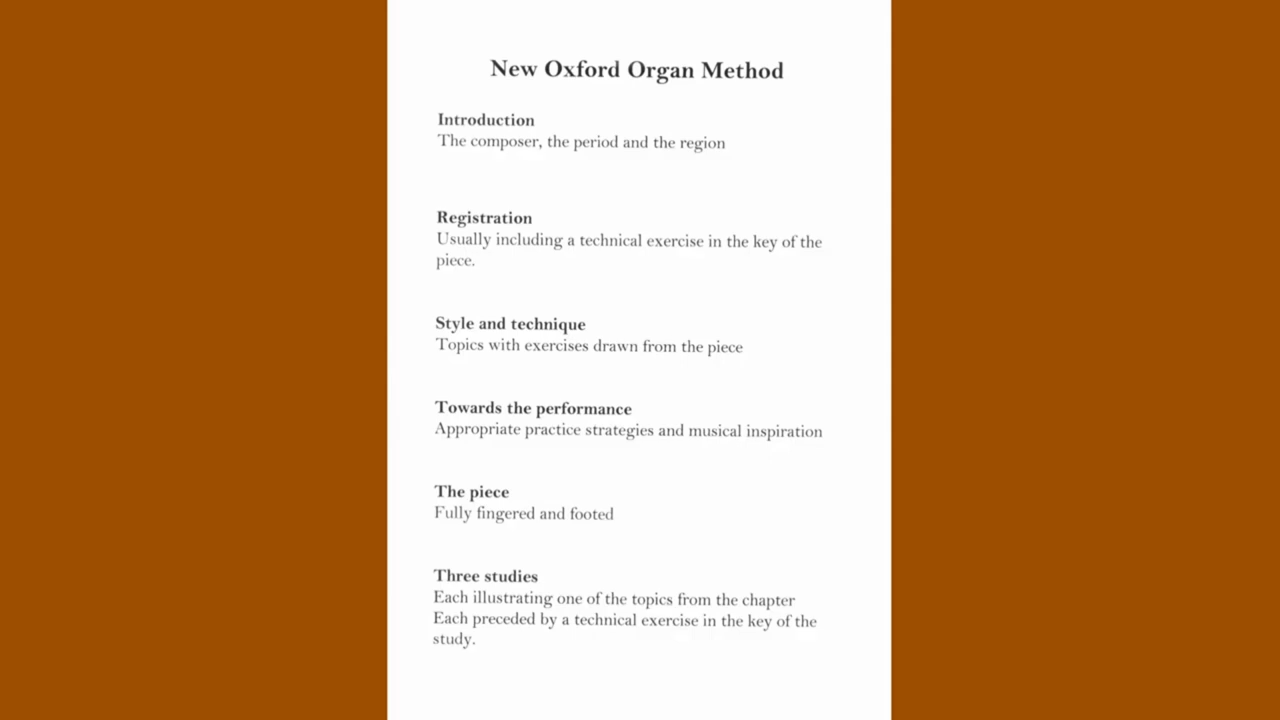 New Oxford Organ Method
Introduction
The composer, the period and the region
Registration
Usually including a technical exercise in the key of the
piece.
Style and technique
Topics with exercises drawn from the piece
Towards the performance
Appropriate practice strategies and musical inspiration
The piece
Fully fingered and footed
Three studies
Each illustrating one of the topics from the chapter
Each preceded by a technical exercise in the key of the
study.